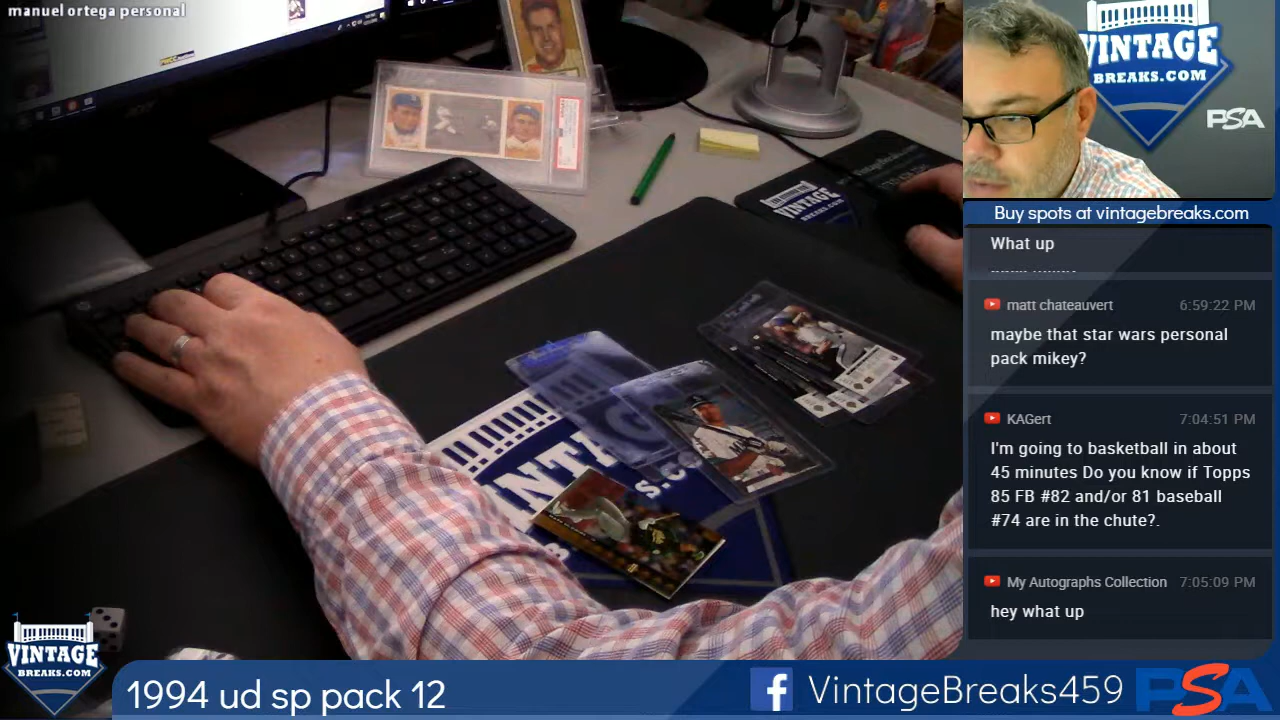 manuel ortega personal
VINTAGE
BREAKS.COM
PSA
Buy spots at vintagebreaks.com
What up
matt chateauvert 6:59:22 PM
maybe that star wars personal
pack mikey?
KAGert 7:04:51 PM
I'm going to basketball in about
45 minutes Do you know if Topps
85 FB #82 and/or 81 baseball
#74 are in the chute?.
My Autographs Collection 7:05:09 PM
hey what up
VINTAGE
BREAKS.COM
VINTAGE
BREAKS.COM
1994 ud sp pack 12
VintageBreaks459
PSA